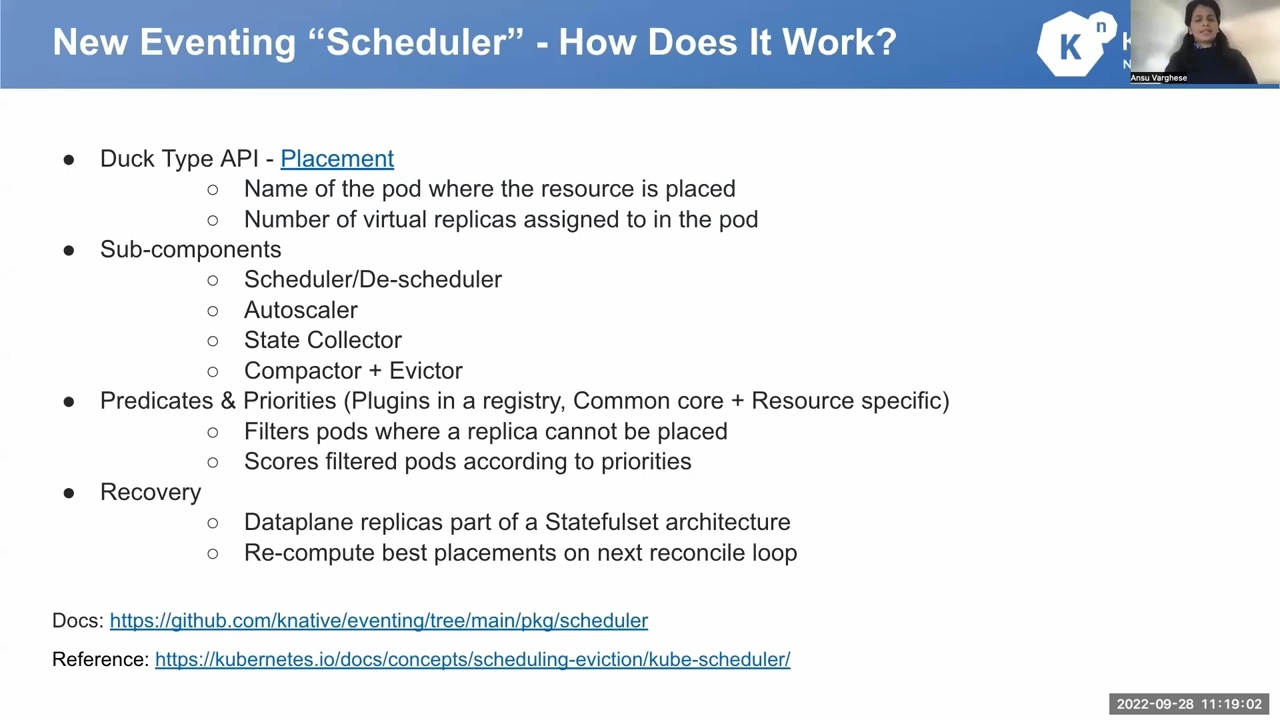 New Eventing “Scheduler” - How Does It Work?
K n
K
N
Ansu Varghese
● Duck Type API - Placement
○ Name of the pod where the resource is placed
○ Number of virtual replicas assigned to in the pod
● Sub-components
○ Scheduler/De-scheduler
○ Autoscaler
○ State Collector
○ Compactor + Evictor
● Predicates & Priorities (Plugins in a registry, Common core + Resource specific)
○ Filters pods where a replica cannot be placed
○ Scores filtered pods according to priorities
● Recovery
○ Dataplane replicas part of a Statefulset architecture
○ Re-compute best placements on next reconcile loop
Docs: https://github.com/knative/eventing/tree/main/pkg/scheduler
Reference: https://kubernetes.io/docs/concepts/scheduling-eviction/kube-scheduler/
2022-09-28 11:19:02